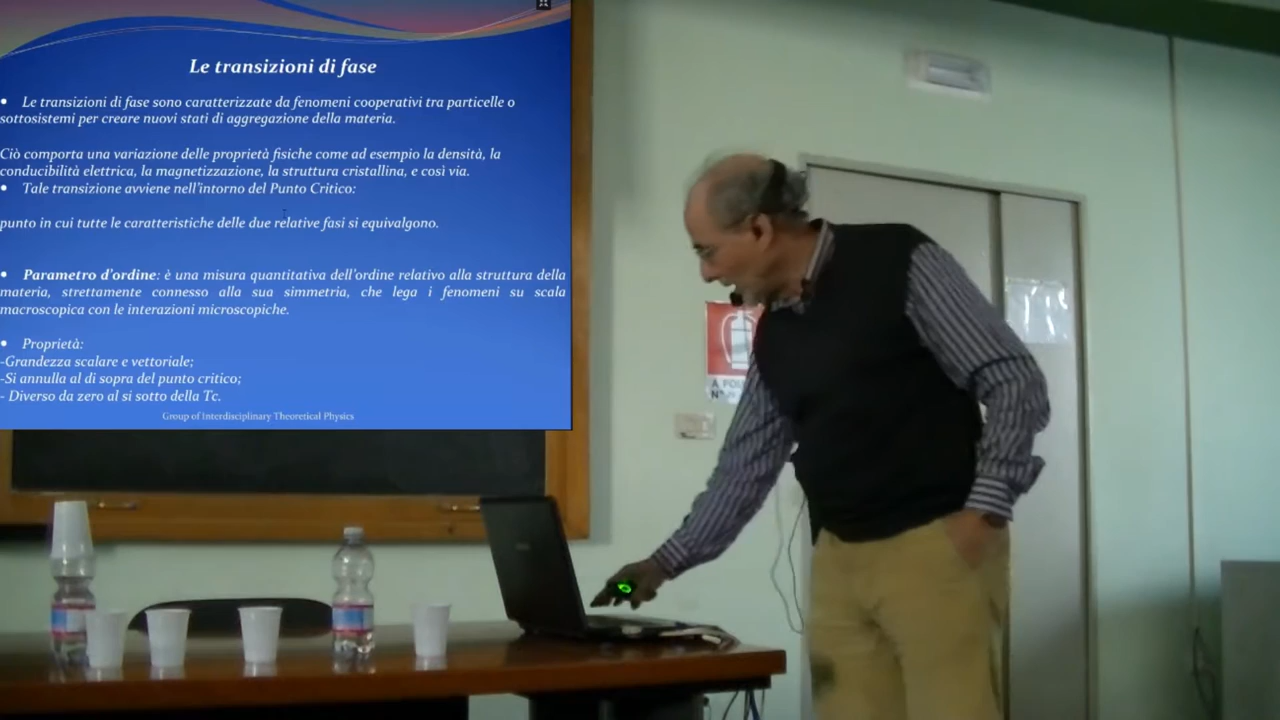 Le transizioni di fase
• Le transizioni di fase sono caratterizzate da fenomeni cooperativi tra particelle o
sottosistemi per creare nuovi stati di aggregazione della materia.
Ciò comporta una variazione delle proprietà fisiche come ad esempio la densità, la
conducibilità elettrica, la magnetizzazione, la struttura cristallina, e così via.
• Tale transizione avviene nell'intorno del Punto Critico:
punto in cui tutte le caratteristiche delle due relative fasi si equivalgono.
• Parametro d'ordine: è una misura quantitativa dell'ordine relativo alla struttura della
materia, strettamente connesso alla sua simmetria, che lega i fenomeni su scala
macroscopica con le interazioni microscopiche.
• Proprietà:
-Grandezza scalare e vettoriale;
-Si annulla al di sopra del punto critico;
- Diverso da zero al si sotto della Tc.
Group of Interdisciplinary Theoretical Physics